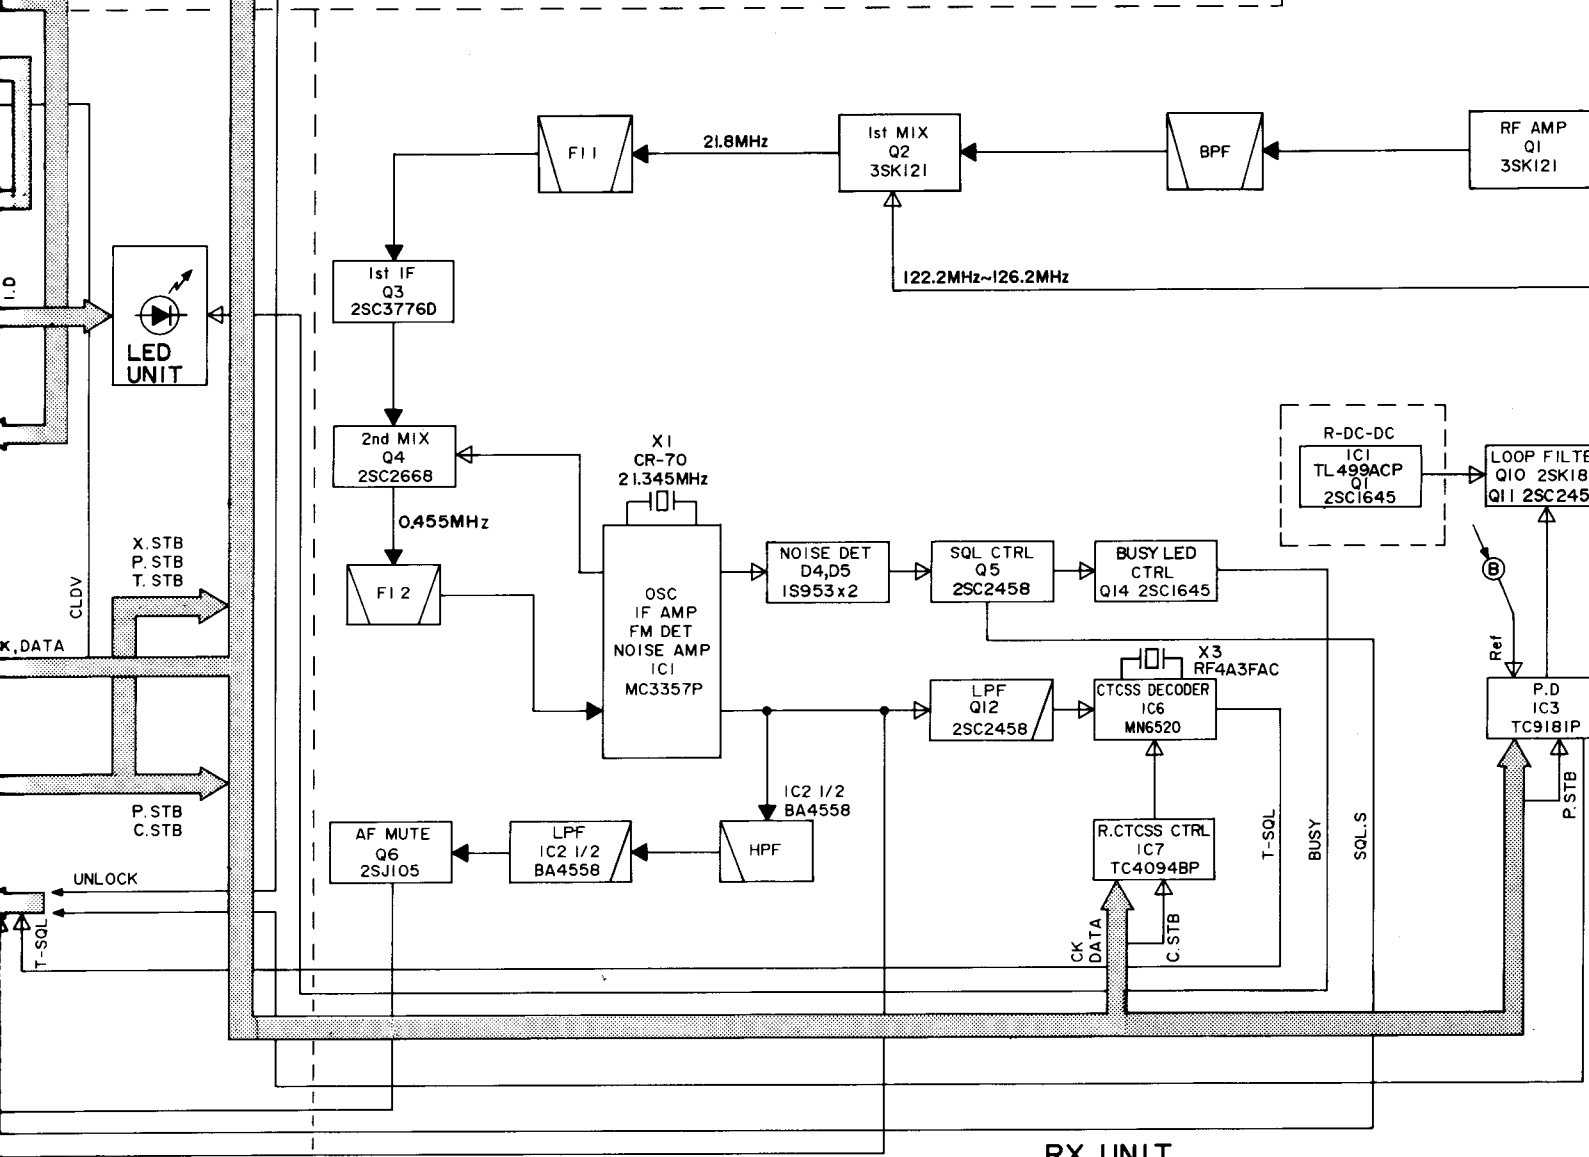 RF AMP
Q1
3SK121
BPF
1st MIX
Q2
3SK121
21.8MHz
FI1
122.2MHz~126.2MHz
1st IF
Q3
2SC3776D
I.D
LED
UNIT
2nd MIX
Q4
2SC2668
0.455MHz
FI2
X1
CR-70
21.345MHz
OSC
IF AMP
FM DET
NOISE AMP
IC1
MC3357P
NOISE DET
D4,D5
1S953x2
SQL CTRL
Q5
2SC2458
BUSY LED
CTRL
Q14 2SC1645
R-DC-DC
IC1
TL499ACP
Q1
2SC1645
LOOP FILTE
Q10 2SK18
Q11 2SC245
B
Ref
P.D
IC3
TC9181P
P.STB
X.STB
P.STB
T.STB
CLDV
K,DATA
P.STB
C.STB
LPF
Q12
2SC2458
X3
RF4A3FAC
CTCSS DECODER
IC6
MN6520
R.CTCSS CTRL
IC7
TC4094BP
CK
DATA
C.STB
T-SQL
BUSY
SQL.S
IC2 1/2
BA4558
HPF
LPF
IC2 1/2
BA4558
AF MUTE
Q6
2SJ105
UNLOCK
T-SQL
RX UNIT